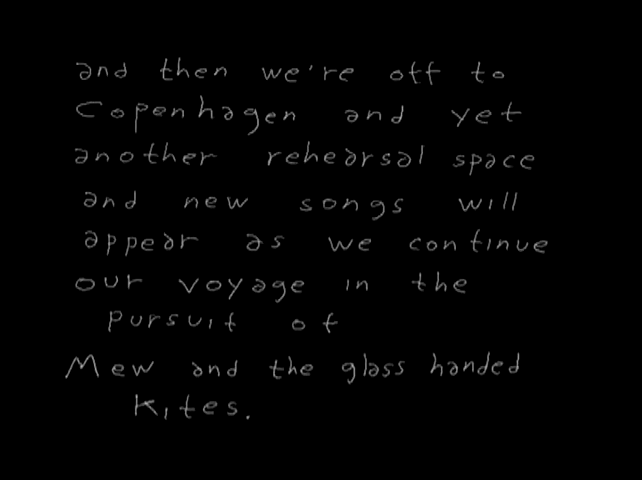 and then we're off to
Copenhagen and yet
another rehearsal space
and new songs will
appear as we continue
our voyage in the
pursuit of
Mew and the glass handed
Kites.